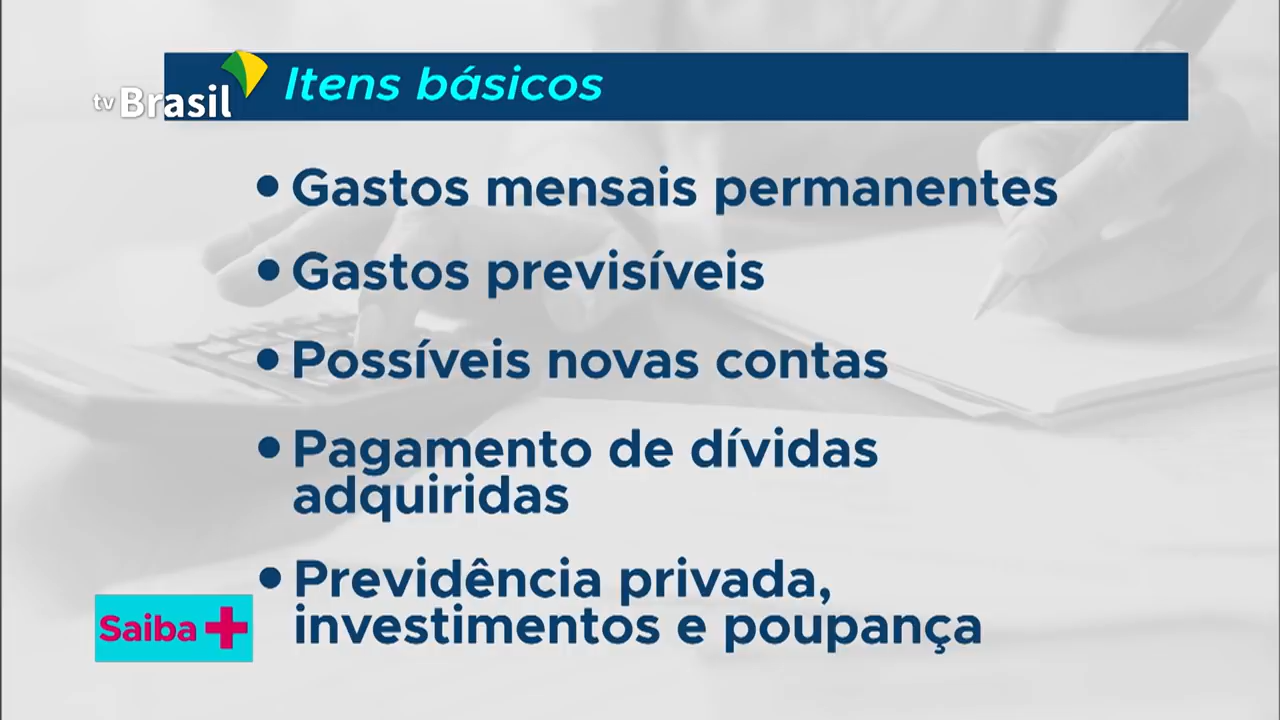 tv Brasil
Itens básicos
• Gastos mensais permanentes
• Gastos previsíveis
• Possíveis novas contas
• Pagamento de dívidas
adquiridas
• Previdência privada,
investimentos e poupança
Saiba +